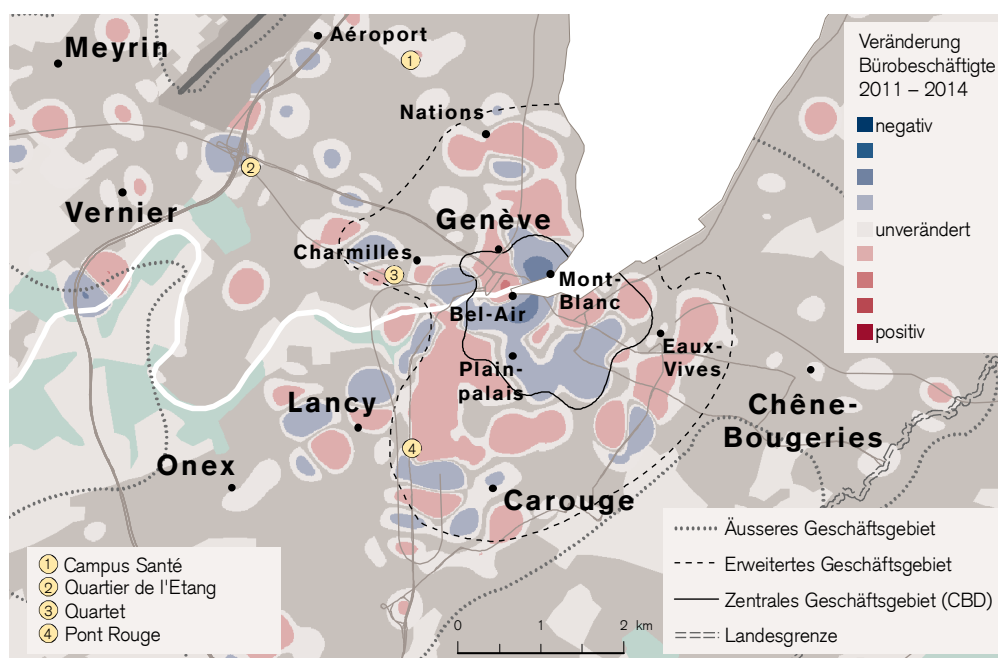 Meyrin
Aéroport
1
Nations
2
Vernier
Genève
Charmilles
3
Mont-
Blanc
Bel-Air
Plain-
palais
Eaux-
Vives
Lancy
Chêne-
Bougeries
4
Onex
Carouge
Veränderung
Bürobeschäftigte
2011 – 2014
negativ
unverändert
positiv
1 Campus Santé
2 Quartier de l'Etang
3 Quartet
4 Pont Rouge
0 1 2 km
Äusseres Geschäftsgebiet
Erweitertes Geschäftsgebiet
Zentrales Geschäftsgebiet (CBD)
Landesgrenze